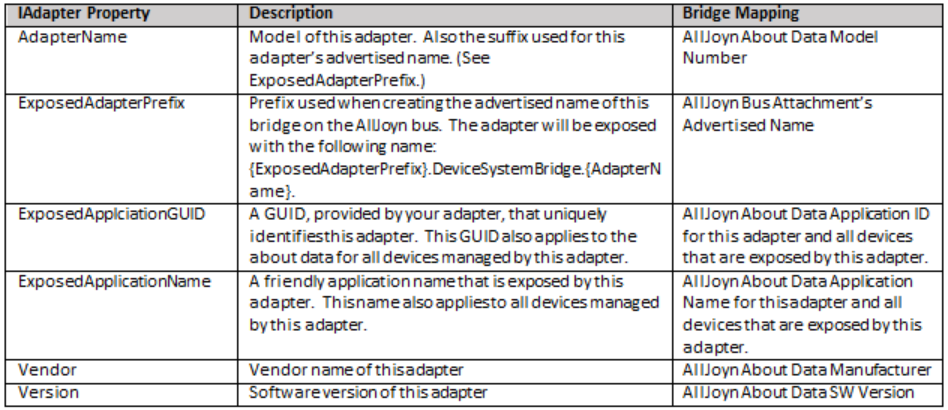 IAdapter Property Description Bridge Mapping
AdapterName Model of this adapter. Also the suffix used for this AllJoyn About Data Model
adapter's advertised name. (See Number
ExposedAdapterPrefix.)
ExposedAdapterPrefix Prefix used when creating the advertised name of this AllJoyn Bus Attachment's
bridge on the AllJoyn bus. The adapter will be exposed Advertised Name
with the following name:
{ExposedAdapterPrefix}.DeviceSystemBridge.{AdapterN
ame}.
ExposedApplciationGUID A GUID, provided by your adapter, that uniquely AllJoyn About Data Application ID
identifies this adapter. This GUID also applies to the for this adapter and all devices
about data for all devices managed by this adapter. that are exposed by this adapter.
ExposedApplicationName A friendly application name that is exposed by this AllJoyn About Data Application
adapter. This name also applies to all devices managed Name for this adapter and all
by this adapter. devices that are exposed by this
adapter.
Vendor Vendor name of this adapter AllJoyn About Data Manufacturer
Version Software version of this adapter AllJoyn About Data SW Version